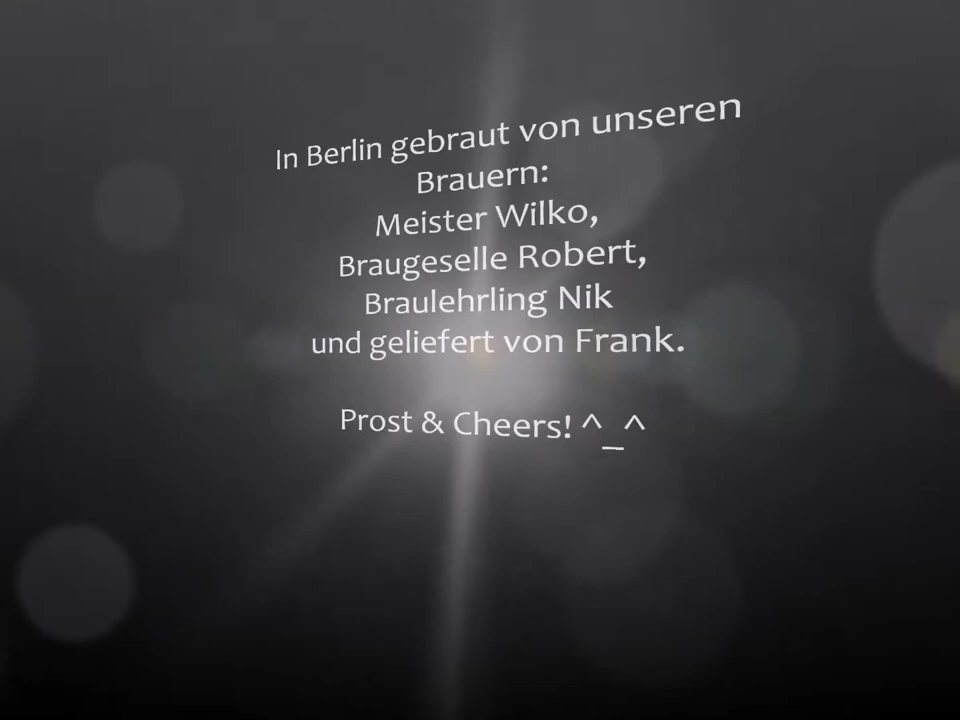 In Berlin gebraut von unseren
Brauern:
Meister Wilko,
Braugeselle Robert,
Braulehrling Nik
und geliefert von Frank.
Prost & Cheers! ^_^